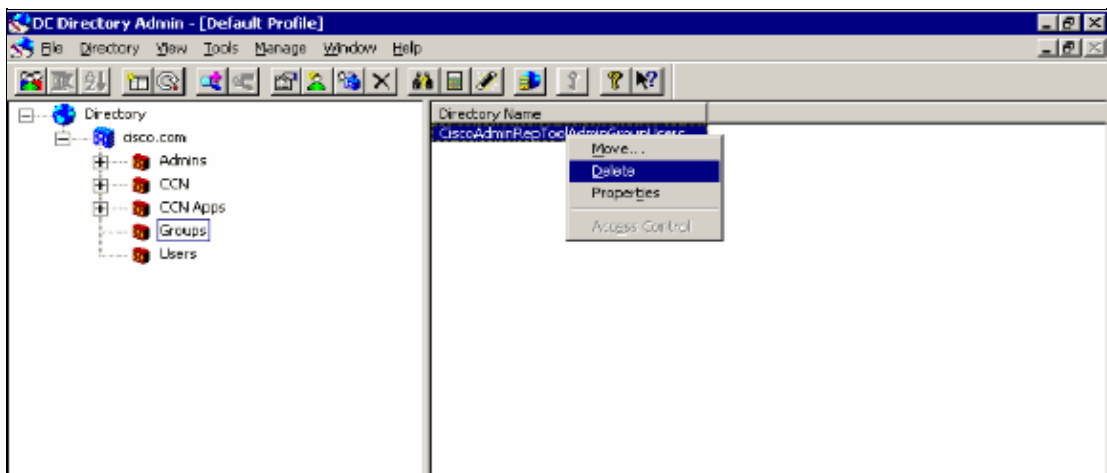 DC Directory Admin - [Default Profile]
File Directory View Tools Manage Window Help
Directory
cisco.com
Admins
CCN
CCN Apps
Groups
Users
Directory Name
CiscoAdminRepToolAdminGroupUsers
Move...
Delete
Properties
Access Control